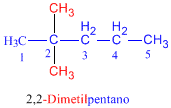 CH₃
H₂ H₂
H₃C C C C CH₃
1 2 3 4 5
CH₃
2,2-Dimetilpentano